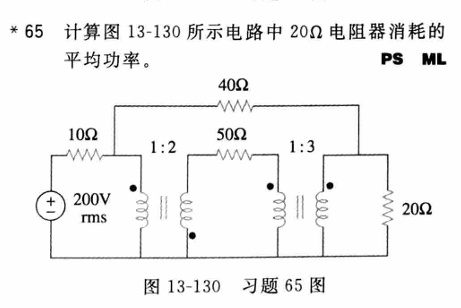 * 65 计算图 13-130 所示电路中 20Ω 电阻器消耗的
平均功率。 PS ML
40Ω
10Ω 1:2 50Ω 1:3
+
−
200V
rms
20Ω
图 13-130 习题 65 图